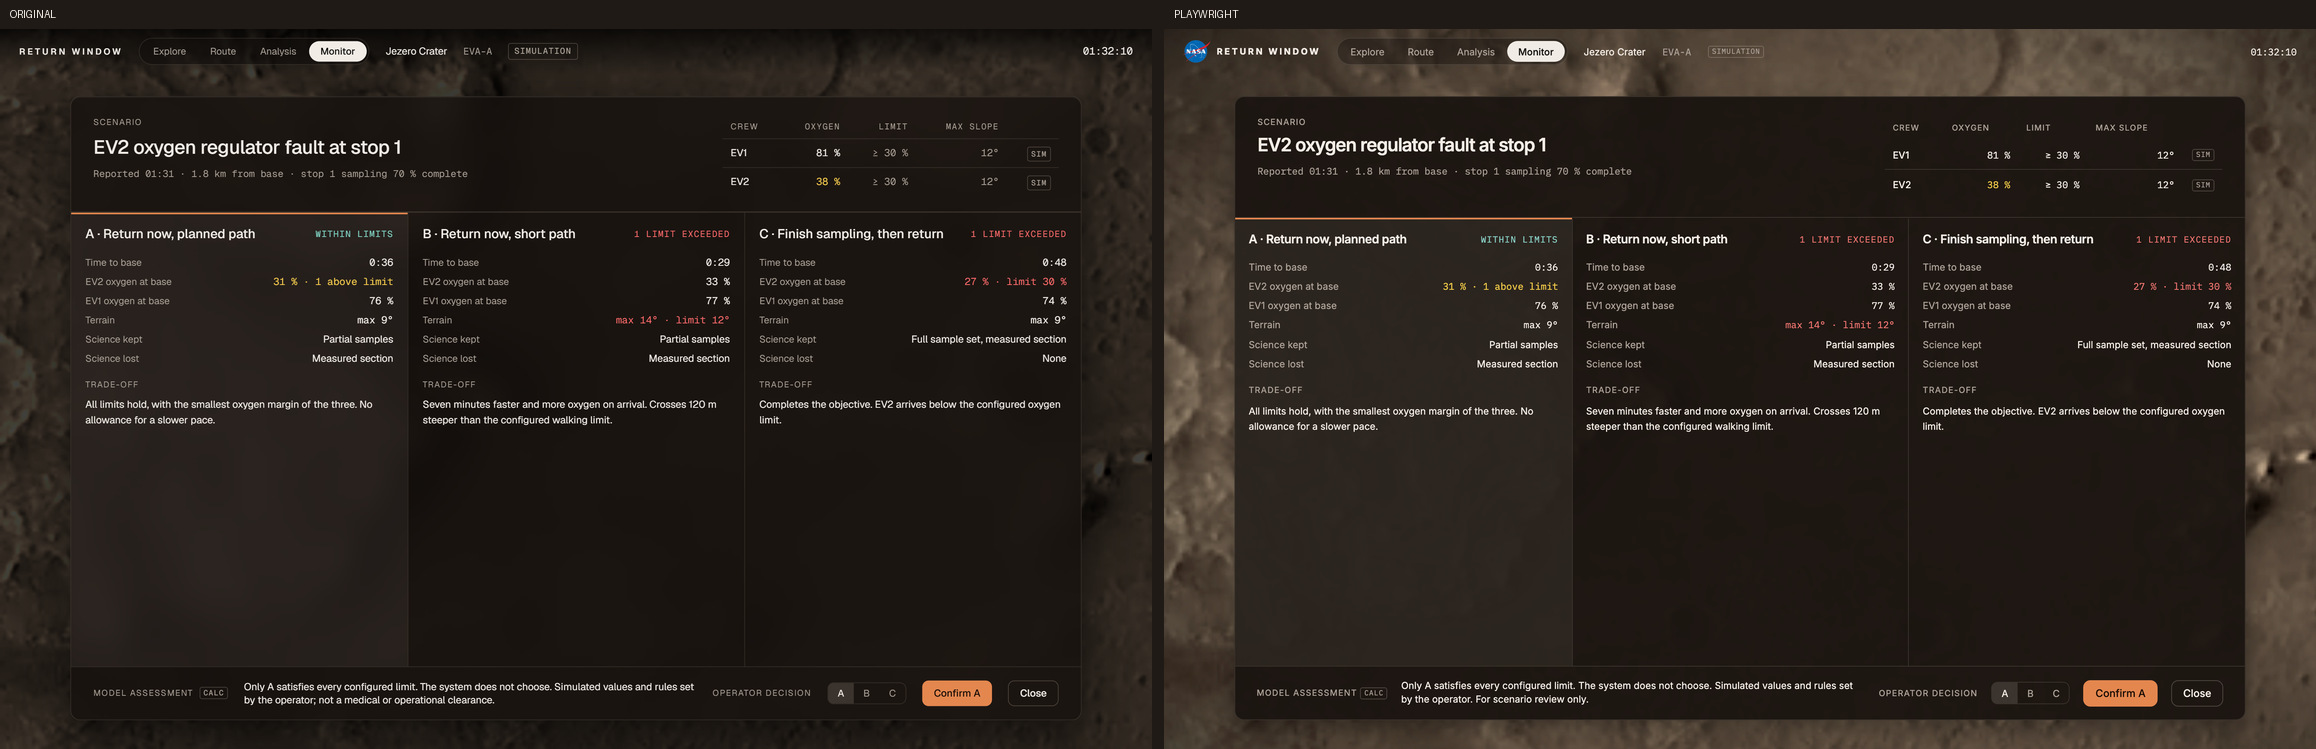 ORIGINAL
RETURN WINDOW Explore Route Analysis Monitor Jezero Crater EVA-A SIMULATION 01:32:10
SCENARIO
EV2 oxygen regulator fault at stop 1
Reported 01:31 · 1.8 km from base · stop 1 sampling 70 % complete
CREW OXYGEN LIMIT MAX SLOPE
EV1 81 % ≥ 30 % 12° SIM
EV2 38 % ≥ 30 % 12° SIM
A · Return now, planned path WITHIN LIMITS
Time to base 0:36
EV2 oxygen at base 31 % · 1 above limit
EV1 oxygen at base 76 %
Terrain max 9°
Science kept Partial samples
Science lost Measured section
TRADE-OFF
All limits hold, with the smallest oxygen margin of the three. No
allowance for a slower pace.
B · Return now, short path 1 LIMIT EXCEEDED
Time to base 0:29
EV2 oxygen at base 33 %
EV1 oxygen at base 77 %
Terrain max 14° · limit 12°
Science kept Partial samples
Science lost Measured section
TRADE-OFF
Seven minutes faster and more oxygen on arrival. Crosses 120 m
steeper than the configured walking limit.
C · Finish sampling, then return 1 LIMIT EXCEEDED
Time to base 0:48
EV2 oxygen at base 27 % · limit 30 %
EV1 oxygen at base 74 %
Terrain max 9°
Science kept Full sample set, measured section
Science lost None
TRADE-OFF
Completes the objective. EV2 arrives below the configured oxygen
limit.
MODEL ASSESSMENT CALC
Only A satisfies every configured limit. The system does not choose. Simulated values and rules set
by the operator; not a medical or operational clearance.
OPERATOR DECISION A B C Confirm A Close
PLAYWRIGHT
NASA RETURN WINDOW Explore Route Analysis Monitor Jezero Crater EVA-A SIMULATION 01:32:10
SCENARIO
EV2 oxygen regulator fault at stop 1
Reported 01:31 · 1.8 km from base · stop 1 sampling 70 % complete
CREW OXYGEN LIMIT MAX SLOPE
EV1 81 % ≥ 30 % 12° SIM
EV2 38 % ≥ 30 % 12° SIM
A · Return now, planned path WITHIN LIMITS
Time to base 0:36
EV2 oxygen at base 31 % · 1 above limit
EV1 oxygen at base 76 %
Terrain max 9°
Science kept Partial samples
Science lost Measured section
TRADE-OFF
All limits hold, with the smallest oxygen margin of the three. No
allowance for a slower pace.
B · Return now, short path 1 LIMIT EXCEEDED
Time to base 0:29
EV2 oxygen at base 33 %
EV1 oxygen at base 77 %
Terrain max 14° · limit 12°
Science kept Partial samples
Science lost Measured section
TRADE-OFF
Seven minutes faster and more oxygen on arrival. Crosses 120 m
steeper than the configured walking limit.
C · Finish sampling, then return 1 LIMIT EXCEEDED
Time to base 0:48
EV2 oxygen at base 27 % · limit 30 %
EV1 oxygen at base 74 %
Terrain max 9°
Science kept Full sample set, measured section
Science lost None
TRADE-OFF
Completes the objective. EV2 arrives below the configured oxygen
limit.
MODEL ASSESSMENT CALC
Only A satisfies every configured limit. The system does not choose. Simulated values and rules set
by the operator. For scenario review only.
OPERATOR DECISION A B C Confirm A Close